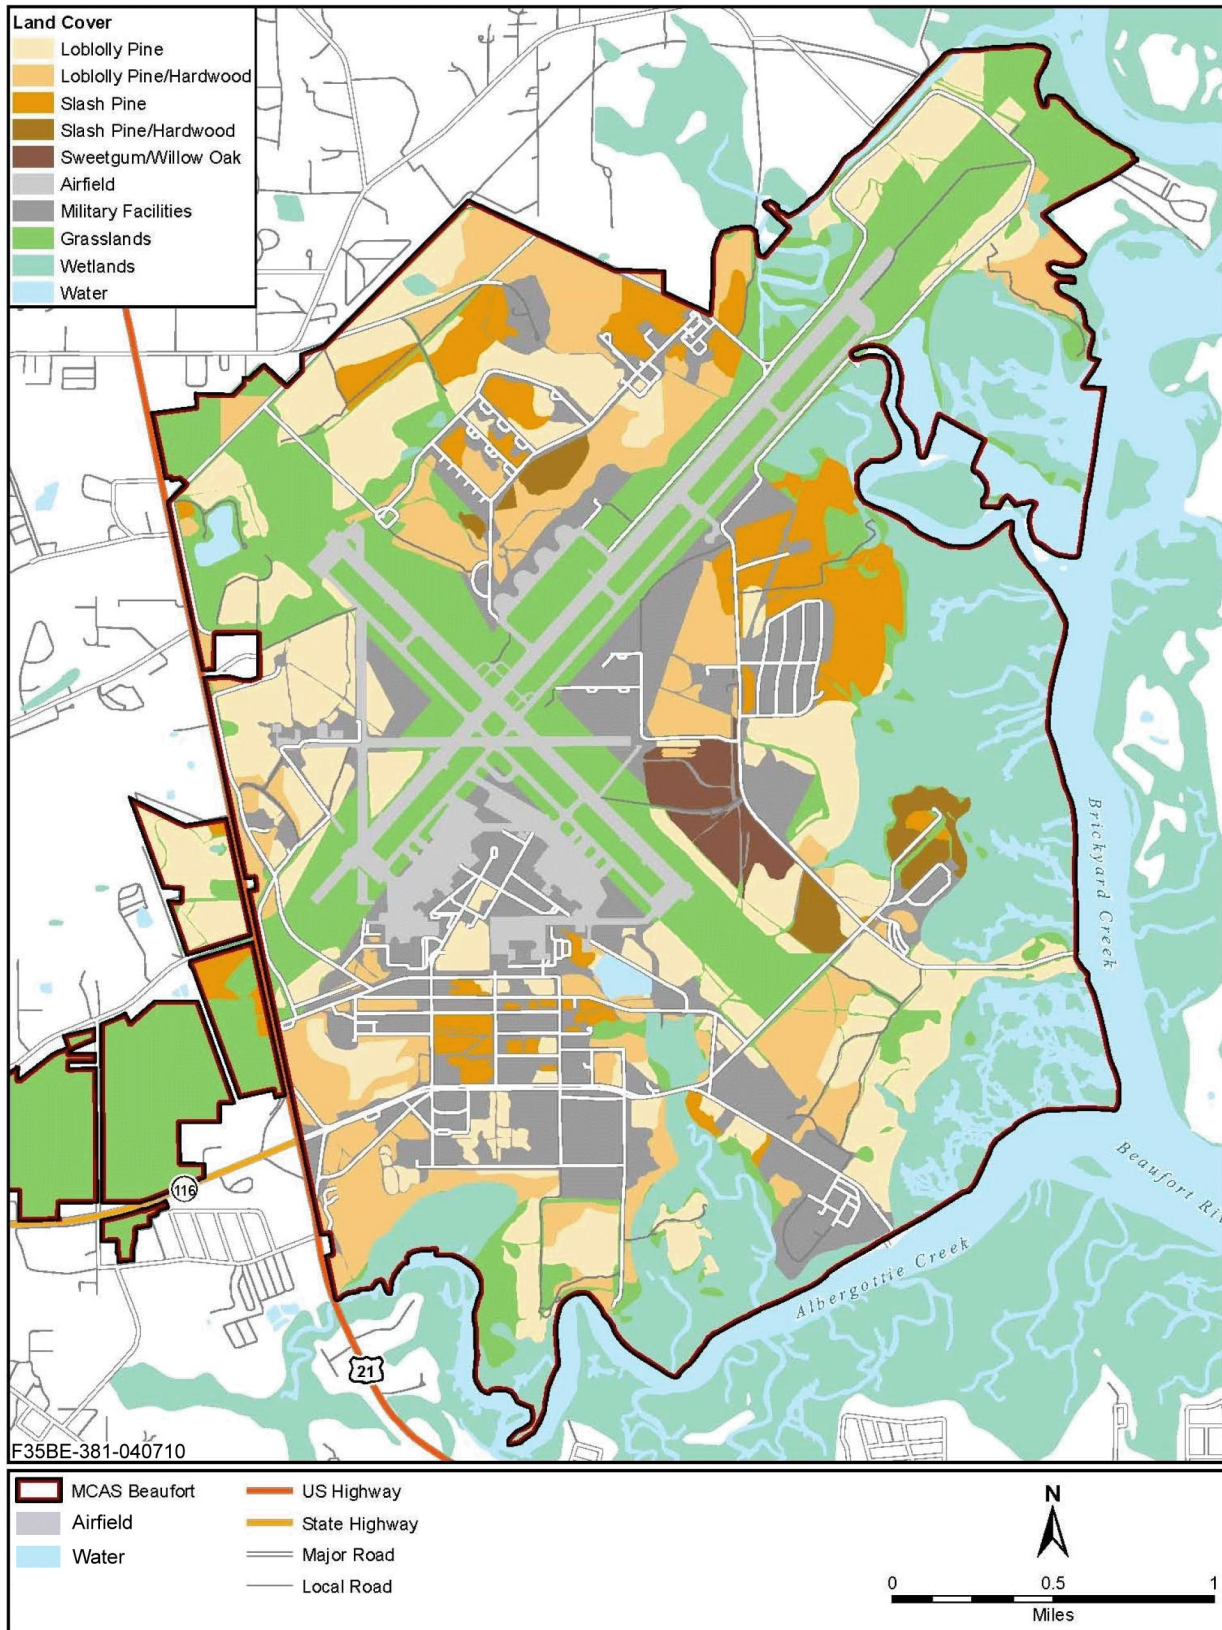 Land Cover
Loblolly Pine
Loblolly Pine/Hardwood
Slash Pine
Slash Pine/Hardwood
Sweetgum/Willow Oak
Airfield
Military Facilities
Grasslands
Wetlands
Water
Brickyard Creek
Beaufort Riv
Albergottie Creek
116
21
F35BE-381-040710
MCAS Beaufort
Airfield
Water
US Highway
State Highway
Major Road
Local Road
N
0 0.5 1
Miles